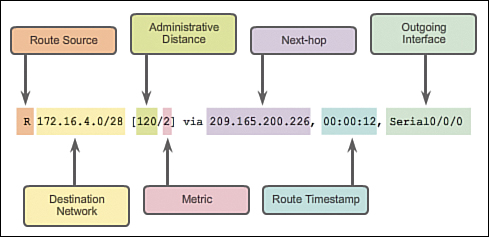 Route Source
Administrative
Distance
Next-hop
Outgoing
Interface
R 172.16.4.0/28 [120/2] via 209.165.200.226, 00:00:12, Serial0/0/0
Destination
Network
Metric
Route Timestamp